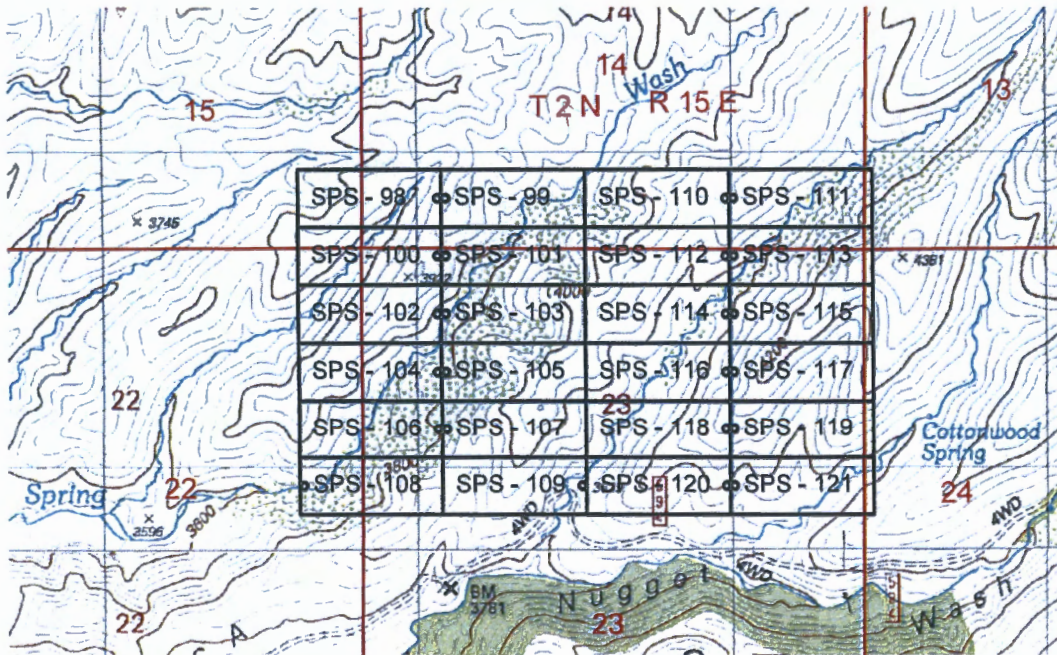 14
14
Wash
15
13
T 2 N R 15 E
SPS - 98 SPS - 99 SPS - 110 SPS - 111
3745
SPS - 100 SPS - 101 SPS - 112 SPS - 113
4361
4000
SPS - 102 SPS - 103 SPS - 114 SPS - 115
SPS - 104 SPS - 105 SPS - 116 SPS - 117
22
23
SPS - 106 SPS - 107 SPS - 118 SPS - 119
Cottonwood
Spring
3800
SPS - 108 SPS - 109 SPS - 120 SPS - 121
Spring
22
24
3596
3600
4WD
4WD
4WD
BM
3781
Nugget Wash
22
23